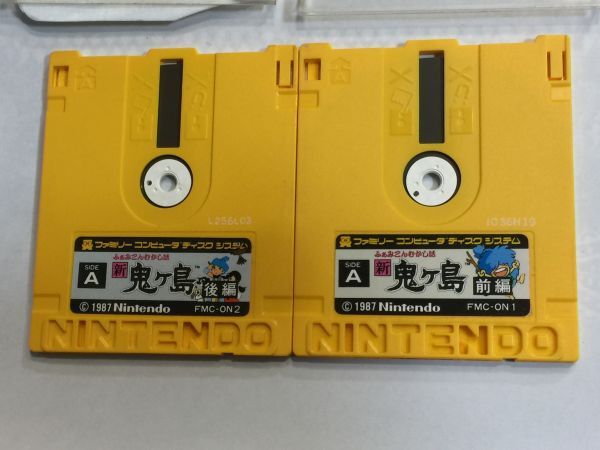 L256L03
ファミリー コンピュータ ディスク システム
ふぁみこんむかし話
SIDE
A
新 鬼ヶ島 後編
© 1987 Nintendo FMC-ON2
NINTENDO
1036H19
ファミリー コンピュータ ディスク システム
ふぁみこんむかし話
SIDE
A
新 鬼ヶ島 前編
© 1987 Nintendo FMC-ON1
NINTENDO